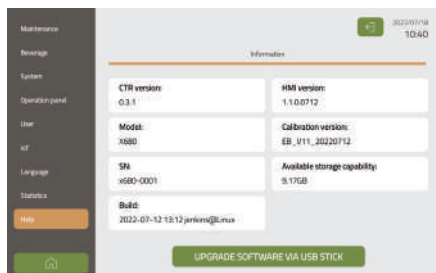 Maintenance
Beverage
System
Operation panel
User
IoT
Language
Statistics
Help
2022/07/18
10:40
Information
CTR version:
0.3.1
HMI version:
1.1.0.0712
Model:
X680
Calibration version:
EB_V11_20220712
SN:
x680-0001
Available storage capability:
9.17GB
Build:
2022-07-12 13:12 jenkins@Linux
UPGRADE SOFTWARE VIA USB STICK